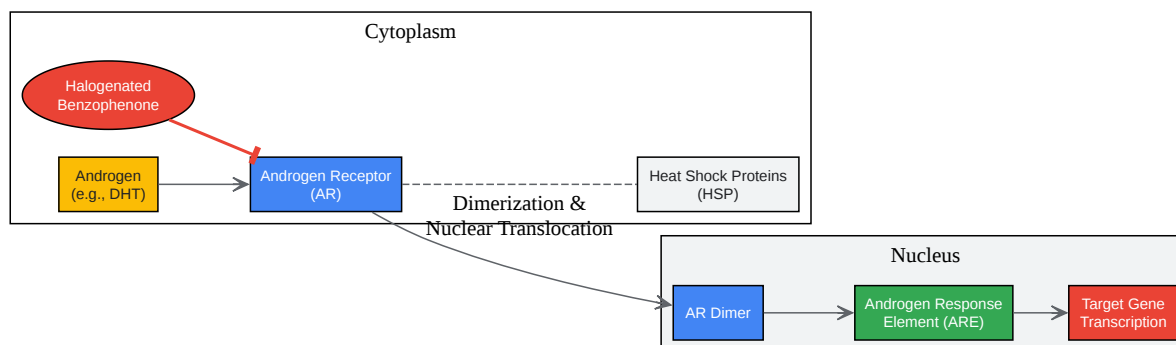 Cytoplasm
Halogenated
Benzophenone
Androgen
(e.g., DHT)
Androgen Receptor
(AR)
Heat Shock Proteins
(HSP)
Dimerization &
Nuclear Translocation
Nucleus
AR Dimer
Androgen Response
Element (ARE)
Target Gene
Transcription